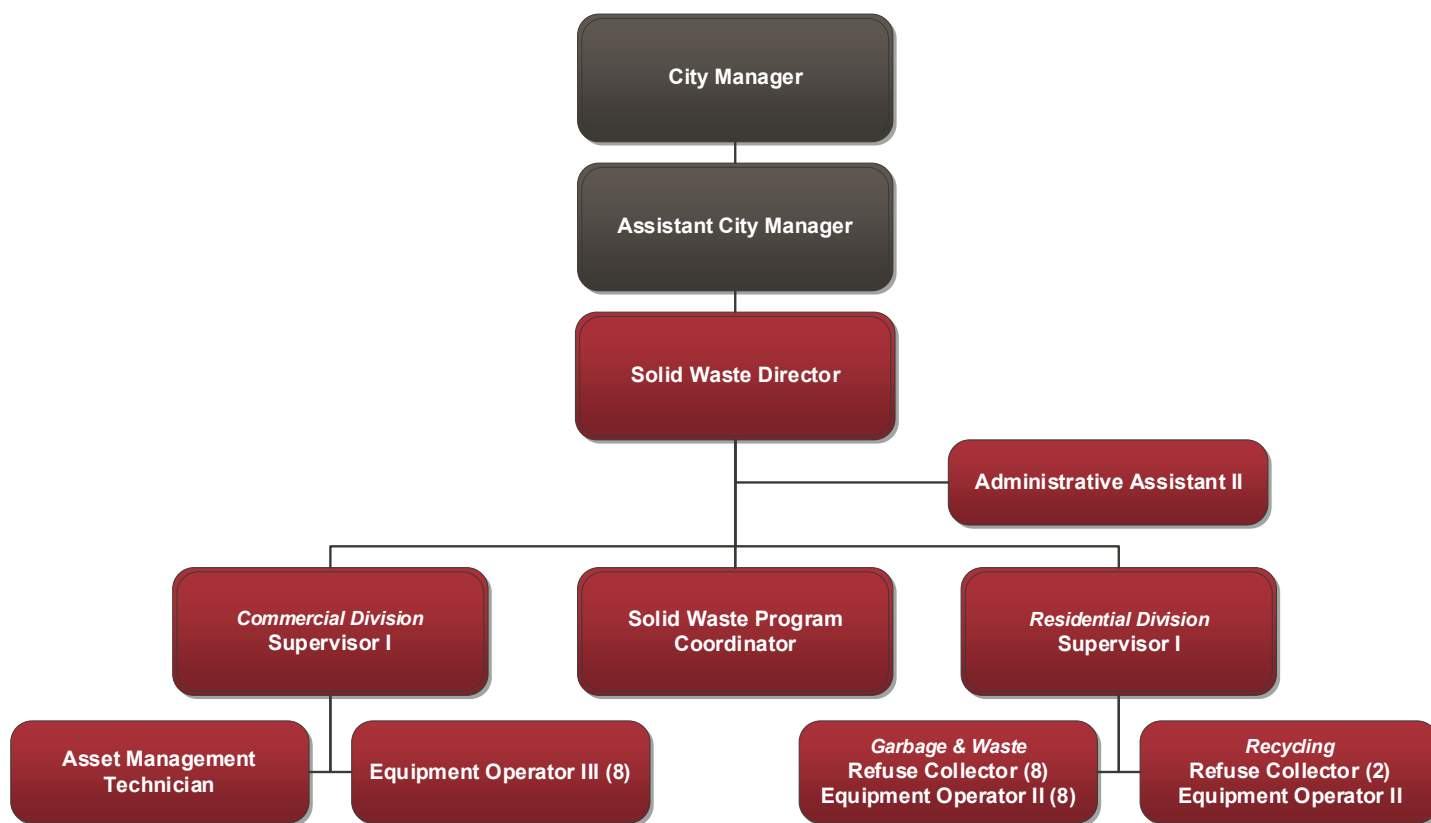 City Manager
Assistant City Manager
Solid Waste Director
Administrative Assistant II
Commercial Division
Supervisor I
Solid Waste Program
Coordinator
Residential Division
Supervisor I
Asset Management
Technician
Equipment Operator III (8)
Garbage & Waste
Refuse Collector (8)
Equipment Operator II (8)
Recycling
Refuse Collector (2)
Equipment Operator II